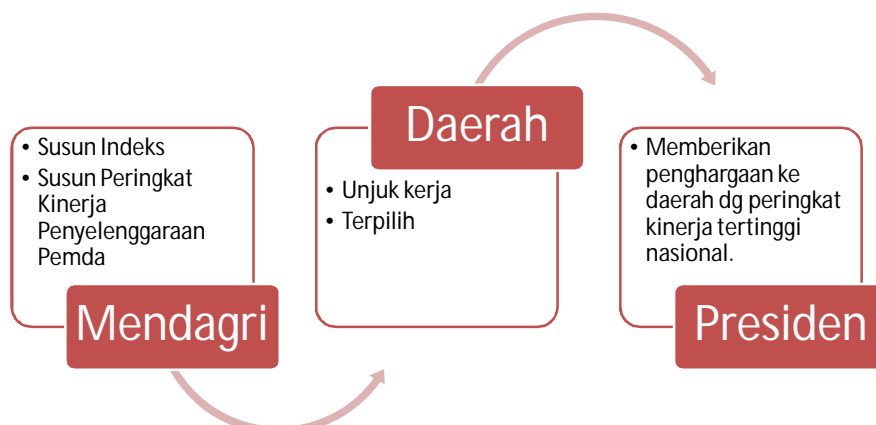 • Susun Indeks
• Susun Peringkat
Kinerja
Penyelenggaraan
Pemda
Mendagri
Daerah
• Unjuk kerja
• Terpilih
• Memberikan
penghargaan ke
daerah dg peringkat
kinerja tertinggi
nasional.
Presiden